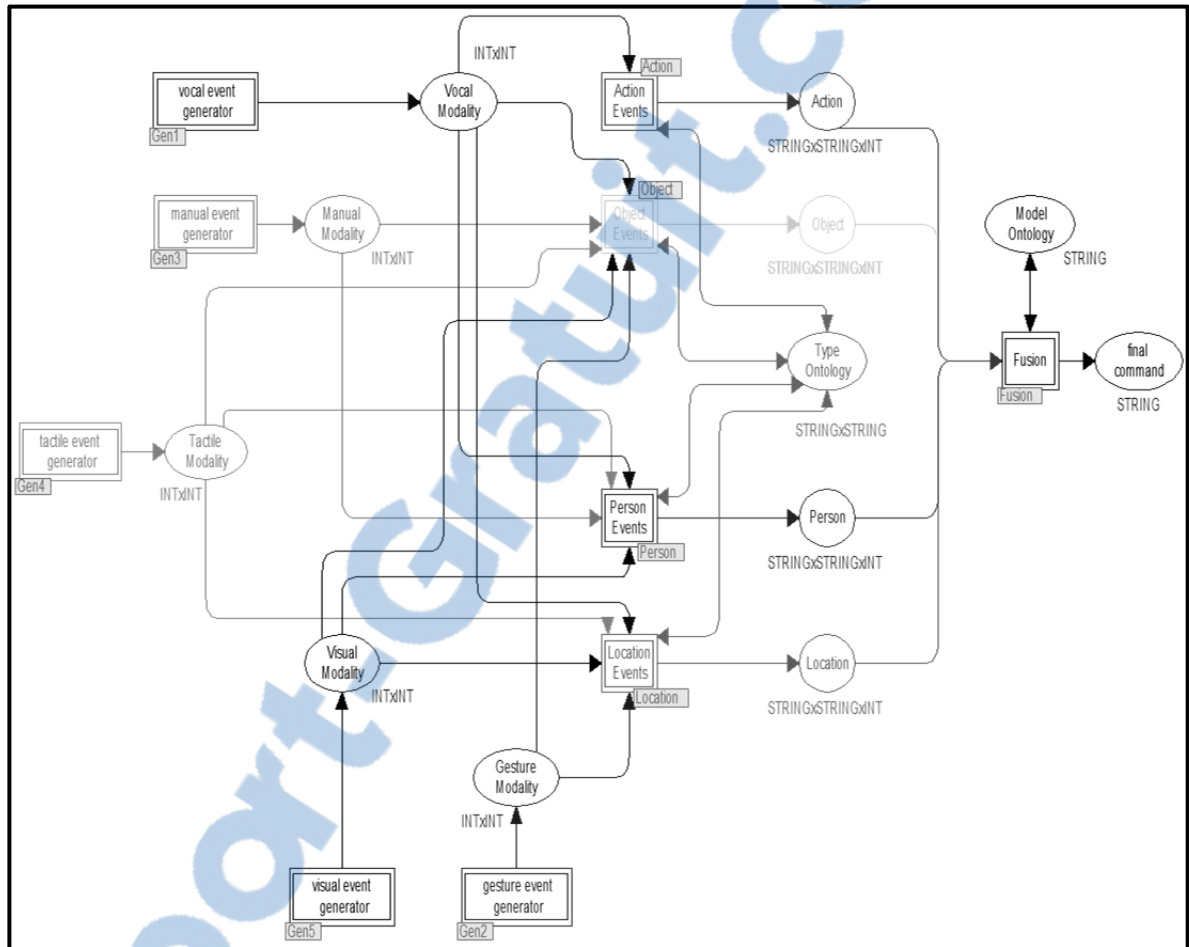 INTxINT
vocal event
generator
Gen1
Vocal
Modality
Action
Action
Events
Action
STRINGxSTRINGxINT
manual event
generator
Gen3
Manual
Modality
INTxINT
Object
Object
Events
Object
STRINGxSTRINGxINT
Model
Ontology
STRING
Type
Ontology
STRINGxSTRING
Fusion
Fusion
final
command
STRING
tactile event
generator
Gen4
Tactile
Modality
INTxINT
Person
Events
Person
Person
STRINGxSTRINGxINT
Visual
Modality
INTxINT
Location
Events
Location
Location
STRINGxSTRINGxINT
Gesture
Modality
INTxINT
visual event
generator
Gen5
gesture event
generator
Gen2
port-Gratuit.c